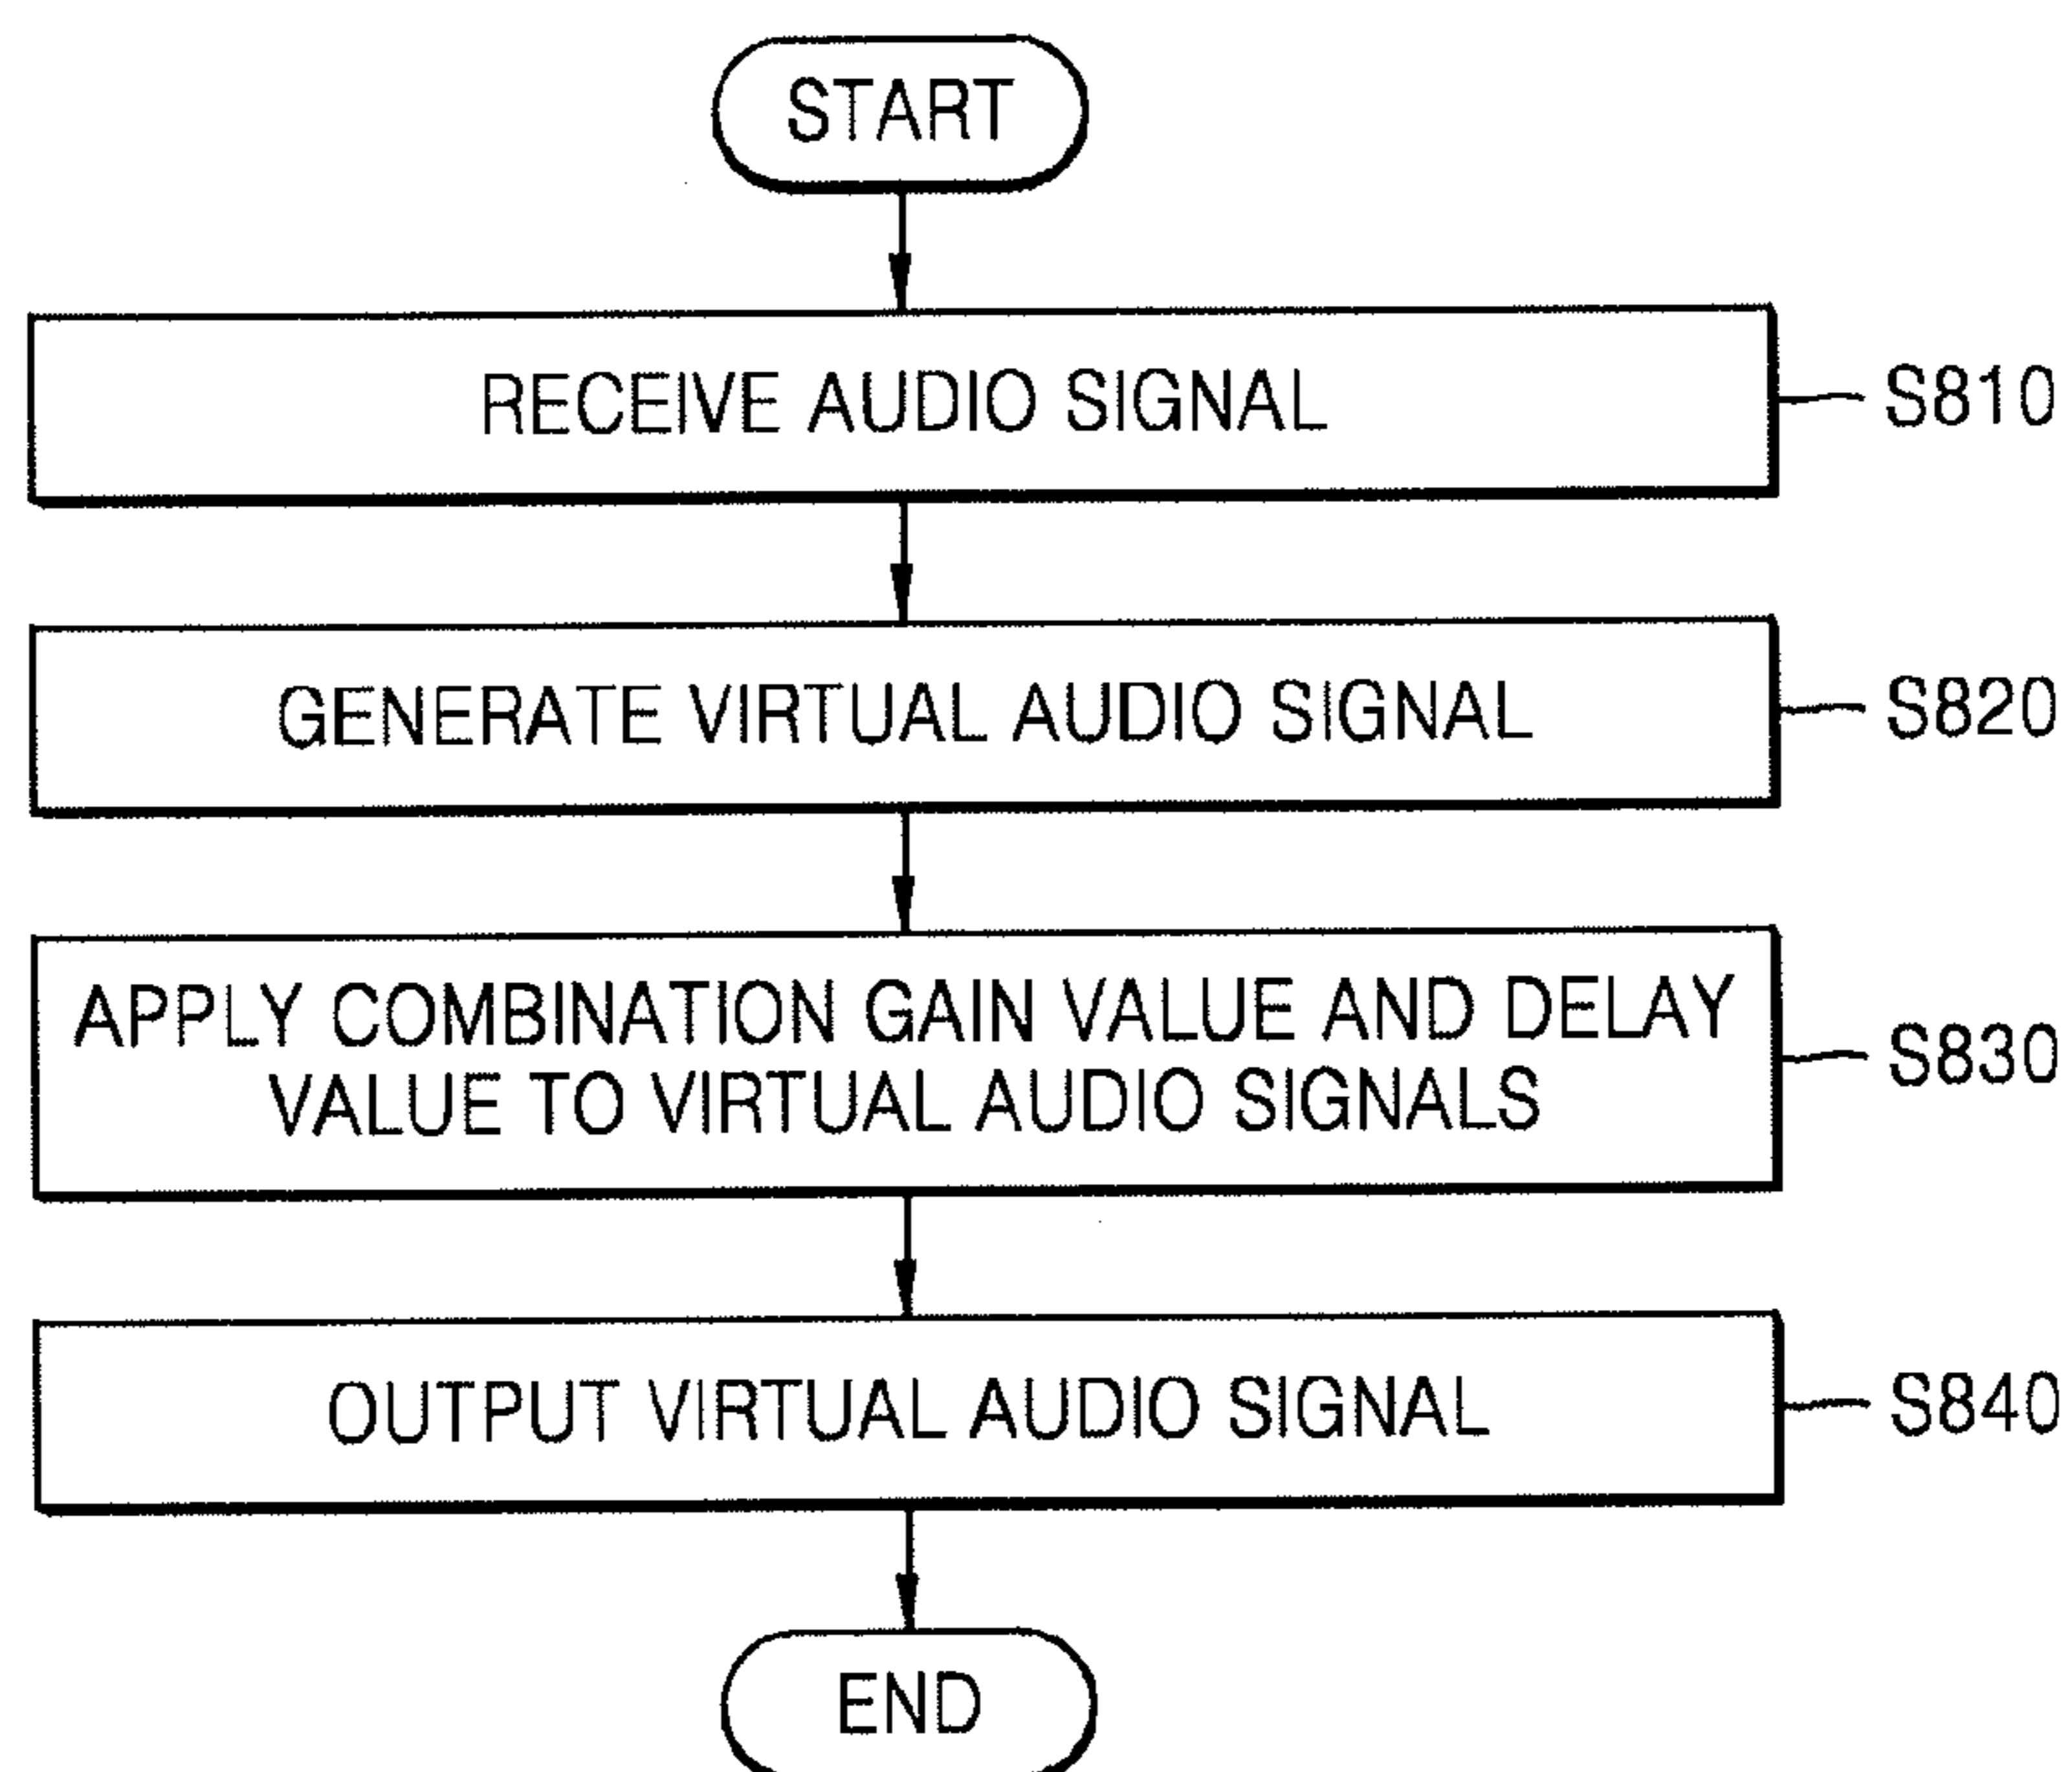 START
RECEIVE AUDIO SIGNAL
S810
GENERATE VIRTUAL AUDIO SIGNAL
S820
APPLY COMBINATION GAIN VALUE AND DELAY
VALUE TO VIRTUAL AUDIO SIGNALS
S830
OUTPUT VIRTUAL AUDIO SIGNAL
S840
END